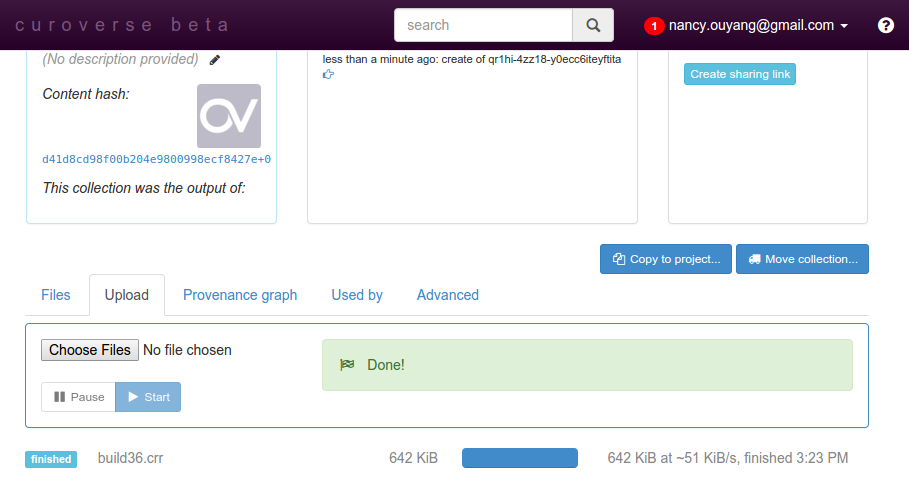 curoverse beta
search
1 nancy.ouyang@gmail.com
(No description provided)
less than a minute ago: create of qr1hi-4zz18-y0ecc6iteyftita
Create sharing link
Content hash:
d41d8cd98f00b204e9800998ecf8427e+0
This collection was the output of:
Copy to project...
Move collection...
Files
Upload
Provenance graph
Used by
Advanced
Choose Files No file chosen
Done!
Pause
Start
finished
build36.crr
642 KiB
642 KiB at ~51 KiB/s, finished 3:23 PM